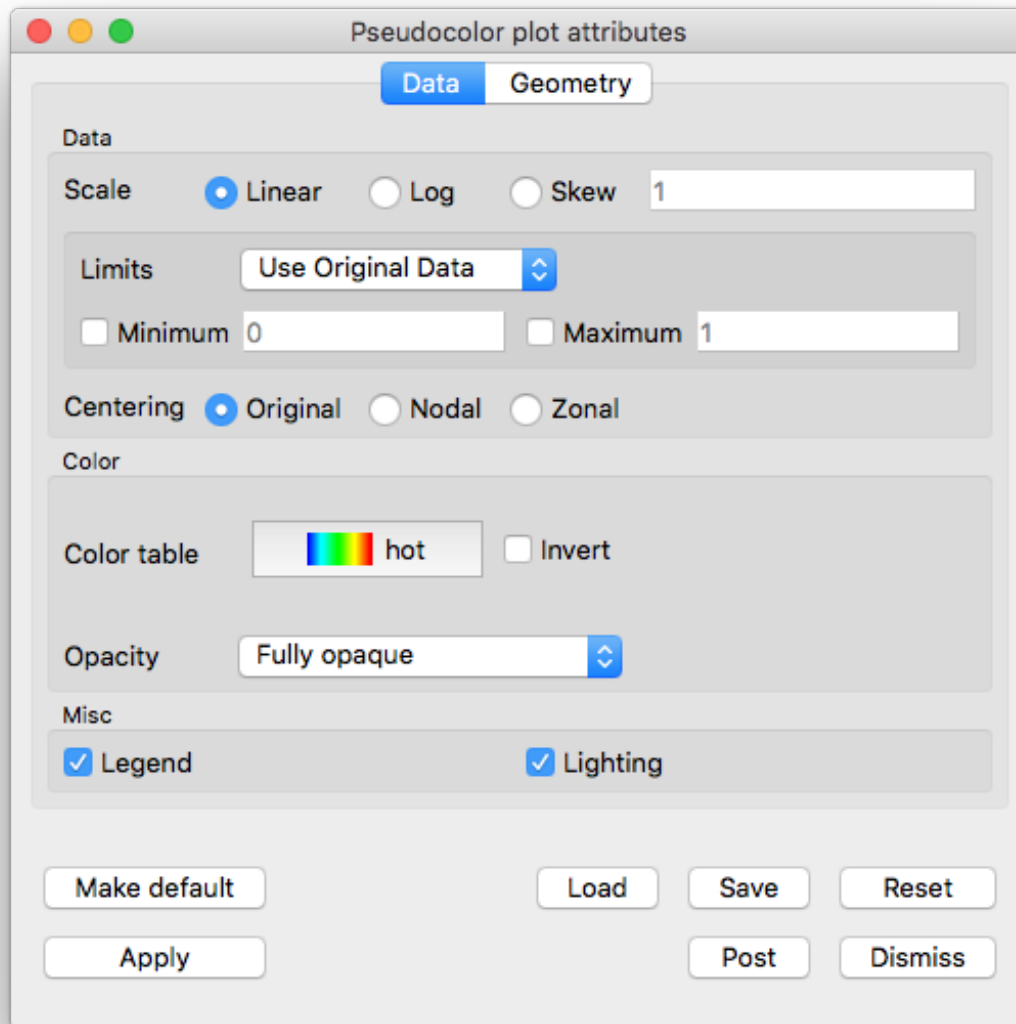 Pseudocolor plot attributes
Data Geometry
Data
Scale Linear Log Skew 1
Limits Use Original Data
Minimum 0 Maximum 1
Centering Original Nodal Zonal
Color
Color table hot Invert
Opacity Fully opaque
Misc
Legend Lighting
Make default Load Save Reset
Apply Post Dismiss